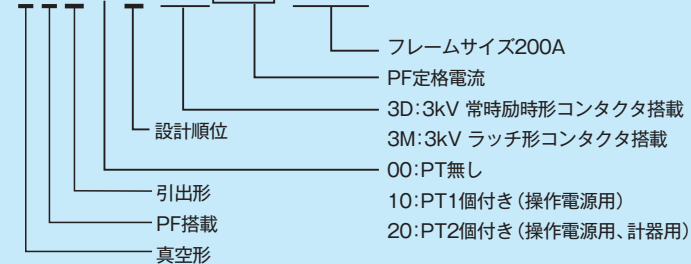 フレームサイズ200A
PF定格電流
3D:3kV 常時励時形コンタクタ搭載
設計順位
3M:3kV ラッチ形コンタクタ搭載
00:PT無し
引出形
10:PT1個付き(操作電源用)
PF搭載
20:PT2個付き(操作電源用、計器用)
真空形